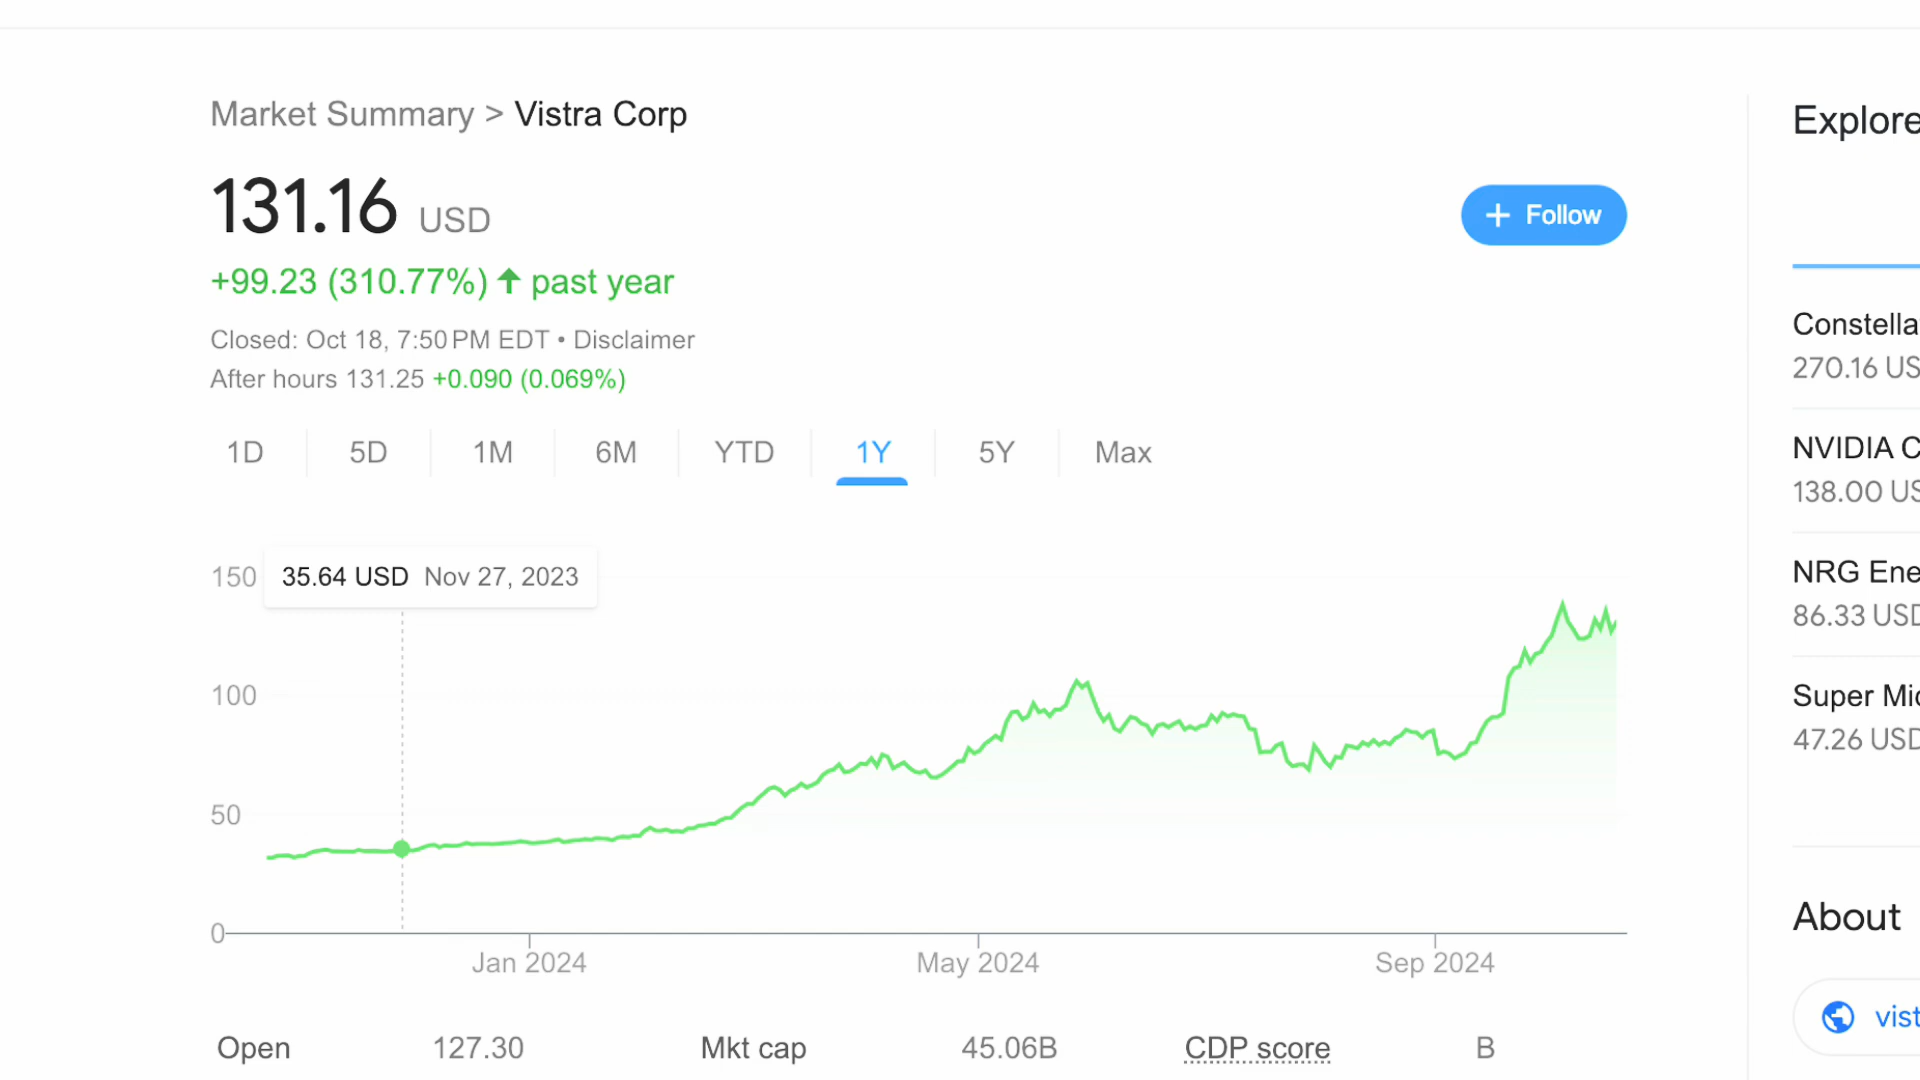 Market Summary > Vistra Corp
131.16 USD
+ Follow
+99.23 (310.77%) ↑ past year
Closed: Oct 18, 7:50 PM EDT • Disclaimer
After hours 131.25 +0.090 (0.069%)
1D 5D 1M 6M YTD 1Y 5Y Max
35.64 USD Nov 27, 2023
150
100
50
0
Jan 2024 May 2024 Sep 2024
Open 127.30 Mkt cap 45.06B CDP score B
Explore
Constella
270.16 US
NVIDIA C
138.00 US
NRG Ene
86.33 USD
Super Mic
47.26 USD
About
vist